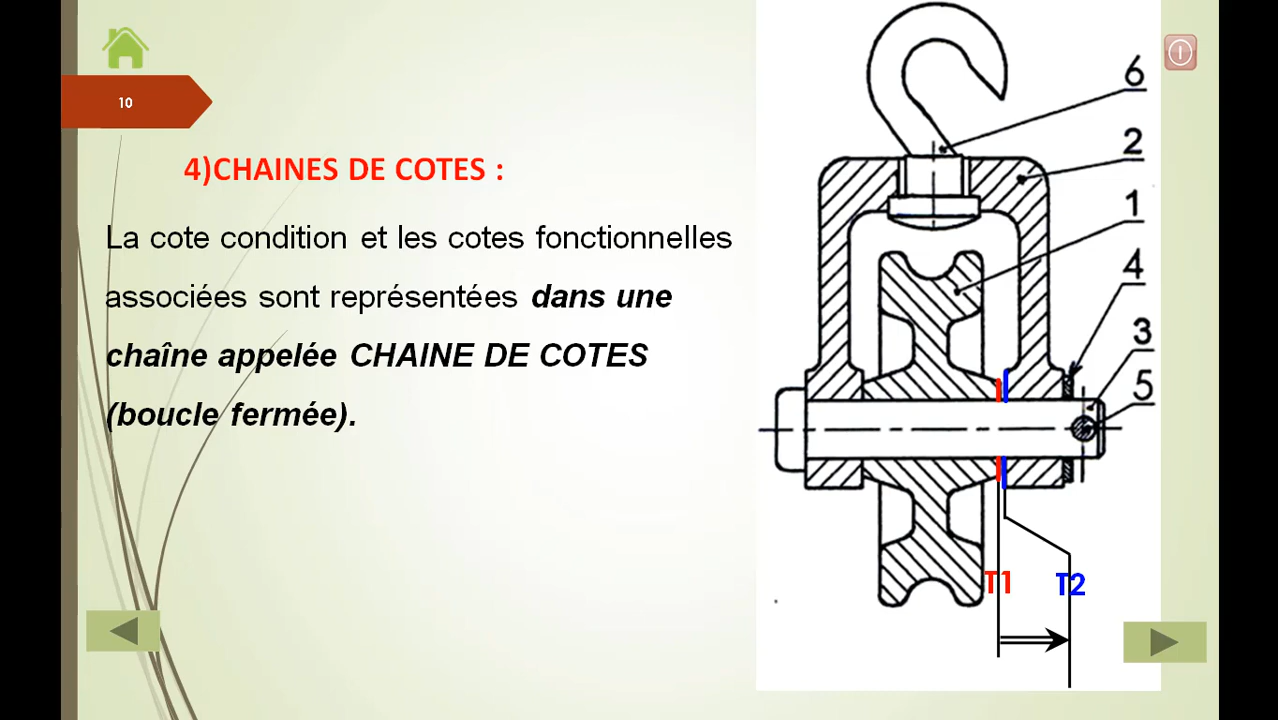 10
4)CHAINES DE COTES :
La cote condition et les cotes fonctionnelles
associées sont représentées dans une
chaîne appelée CHAINE DE COTES
(boucle fermée).
6
2
1
4
3
5
T1
T2